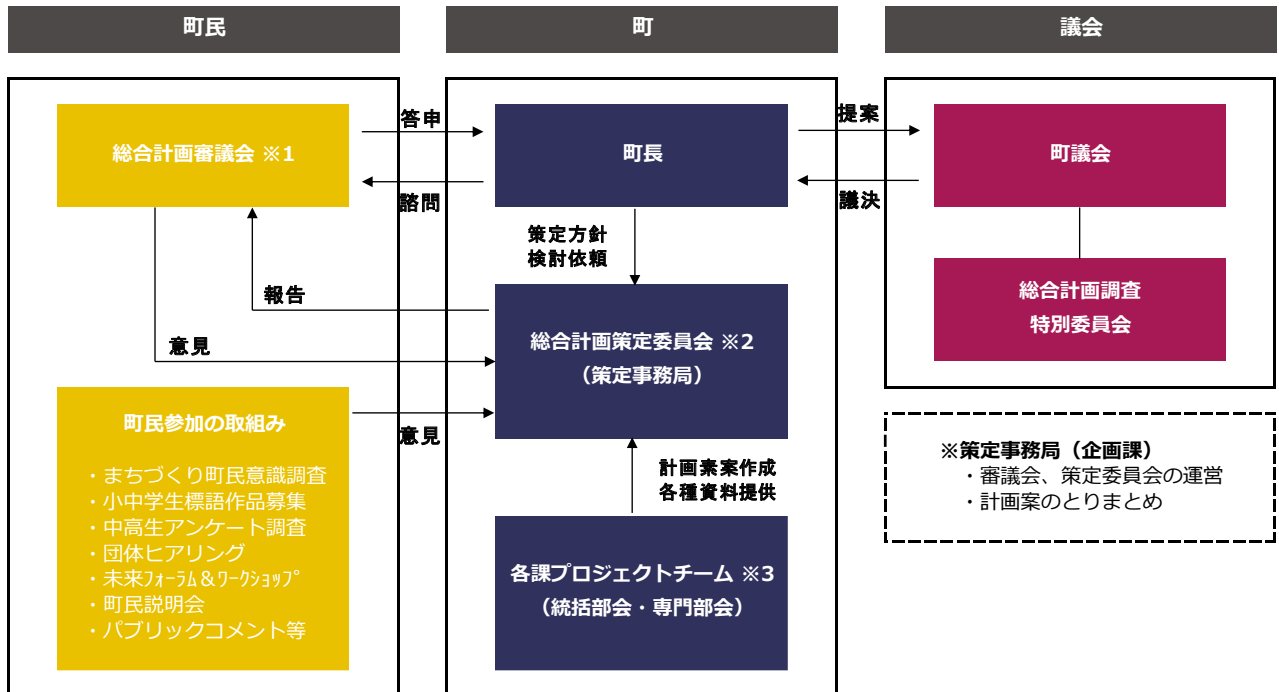 町民
町
議会
総合計画審議会 ※1
答申
諮問
町長
提案
議決
町議会
策定方針
検討依頼
総合計画調査
特別委員会
報告
意見
総合計画策定委員会 ※2
（策定事務局）
町民参加の取組み
・まちづくり町民意識調査
・小中学生標語作品募集
・中高生アンケート調査
・団体ヒアリング
・未来ﾌｫｰﾗﾑ＆ﾜｰｸｼｮｯﾌﾟ
・町民説明会
・パブリックコメント等
意見
計画素案作成
各種資料提供
各課プロジェクトチーム ※3
（統括部会・専門部会）
※策定事務局（企画課）
・審議会、策定委員会の運営
・計画案のとりまとめ